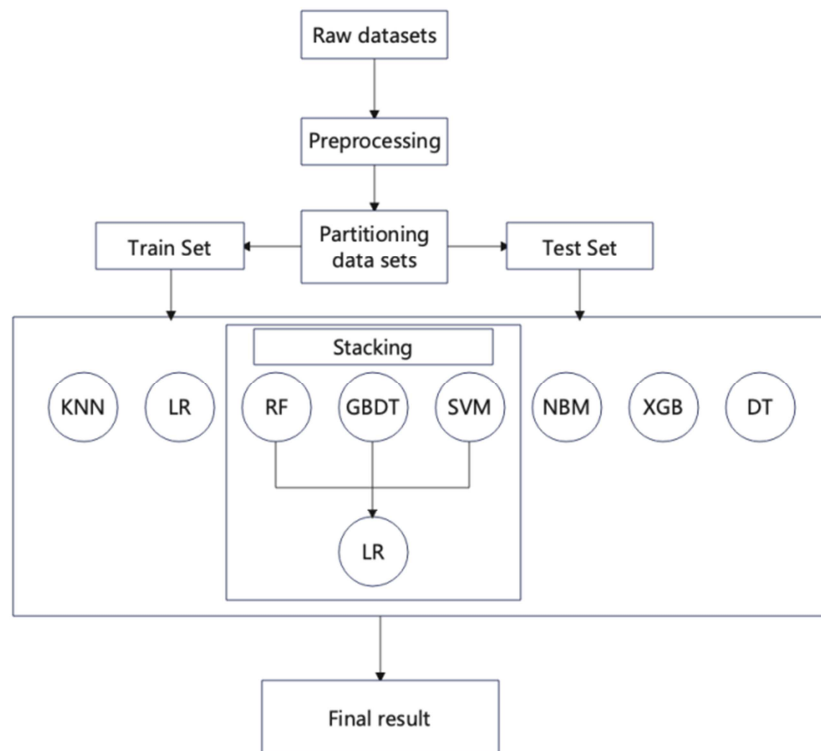 Raw datasets
Preprocessing
Partitioning
data sets
Train Set
Test Set
Stacking
KNN
LR
RF
GBDT
SVM
NBM
XGB
DT
LR
Final result